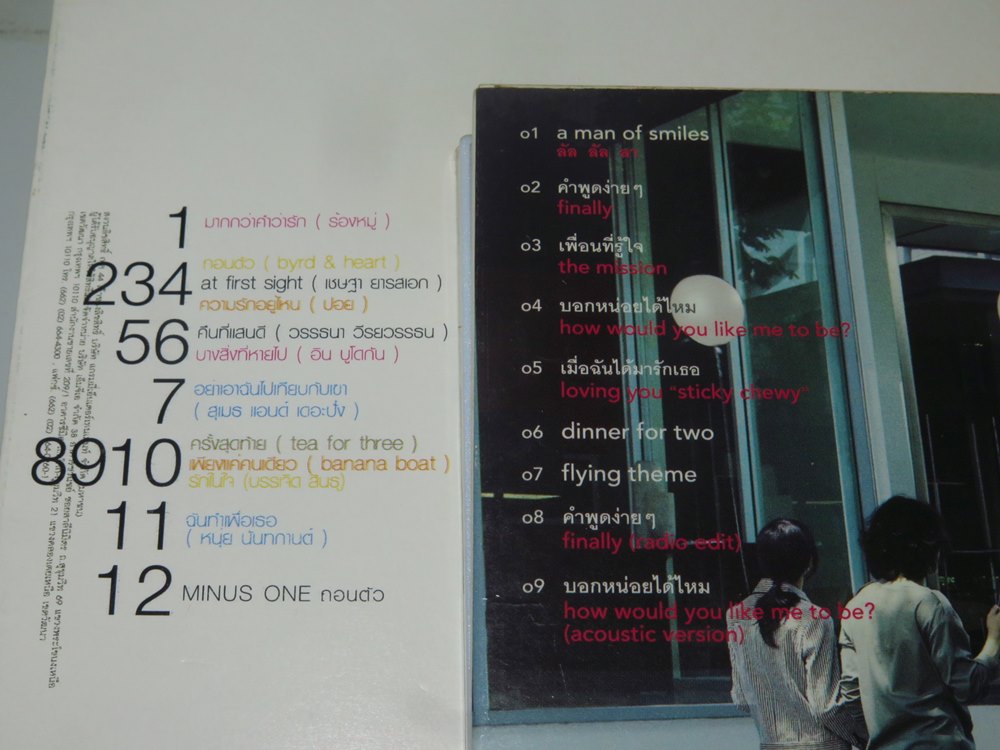 1
มากกว่าคำว่ารัก ( ร้องหมู่ )
234
ถอนตัว ( byrd & heart )
at first sight ( เชษฐา ยารสเอก )
ความรักอยู่ไหน ( ปอย )
56
คืนที่แสนดี ( วรรธนา วีรยวรรธน )
บางสิ่งที่หายไป ( อิน บูโดกัน )
7
อย่าเอาฉันไปเทียบกับเขา
( สุเมธ แอนด์ เดอะปั๋ง )
8910
ครั้งสุดท้าย ( tea for three )
เพียงแค่คนเดียว ( banana boat )
รักในใจ (บรรเจิด สินธุ)
11
ฉันทำเพื่อเธอ
( หนุย นันทกานต์ )
12
MINUS ONE ถอนตัว
o1 a man of smiles
ลัล ลัล ลา
o2 คำพูดง่ายๆ
finally
o3 เพื่อนที่รู้ใจ
the mission
o4 บอกหน่อยได้ไหม
how would you like me to be?
o5 เมื่อฉันได้มารักเธอ
loving you "sticky chewy"
o6 dinner for two
o7 flying theme
o8 คำพูดง่ายๆ
finally (radio edit)
o9 บอกหน่อยได้ไหม
how would you like me to be?
(acoustic version)